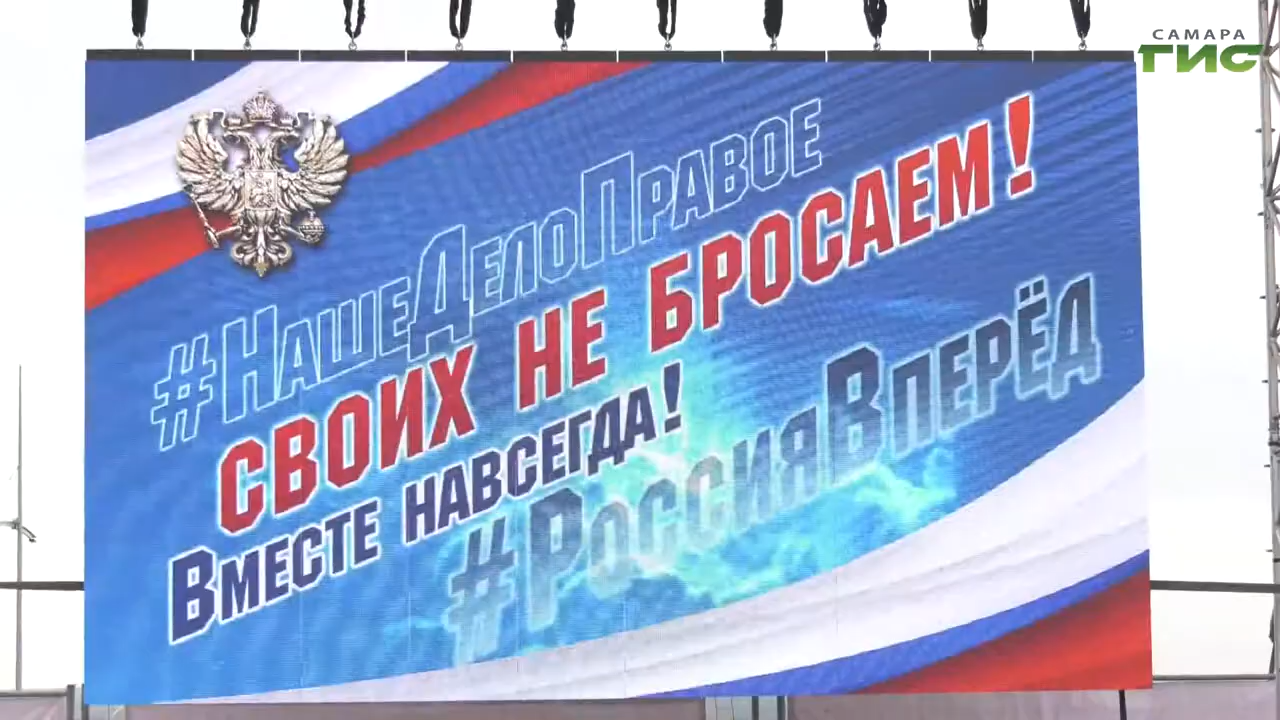 САМАРА
ГИС
#НашеДелоПравое
СВОИХ НЕ БРОСАЕМ!
ВМЕСТЕ НАВСЕГДА!
#РоссияВперёд